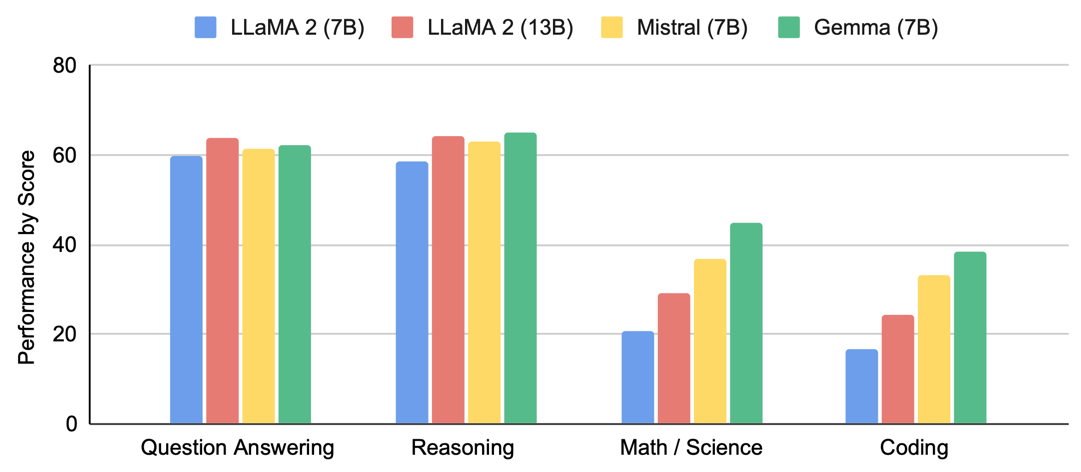 LLaMA 2 (7B) LLaMA 2 (13B) Mistral (7B) Gemma (7B)
Performance by Score
80
60
40
20
0
Question Answering Reasoning Math / Science Coding